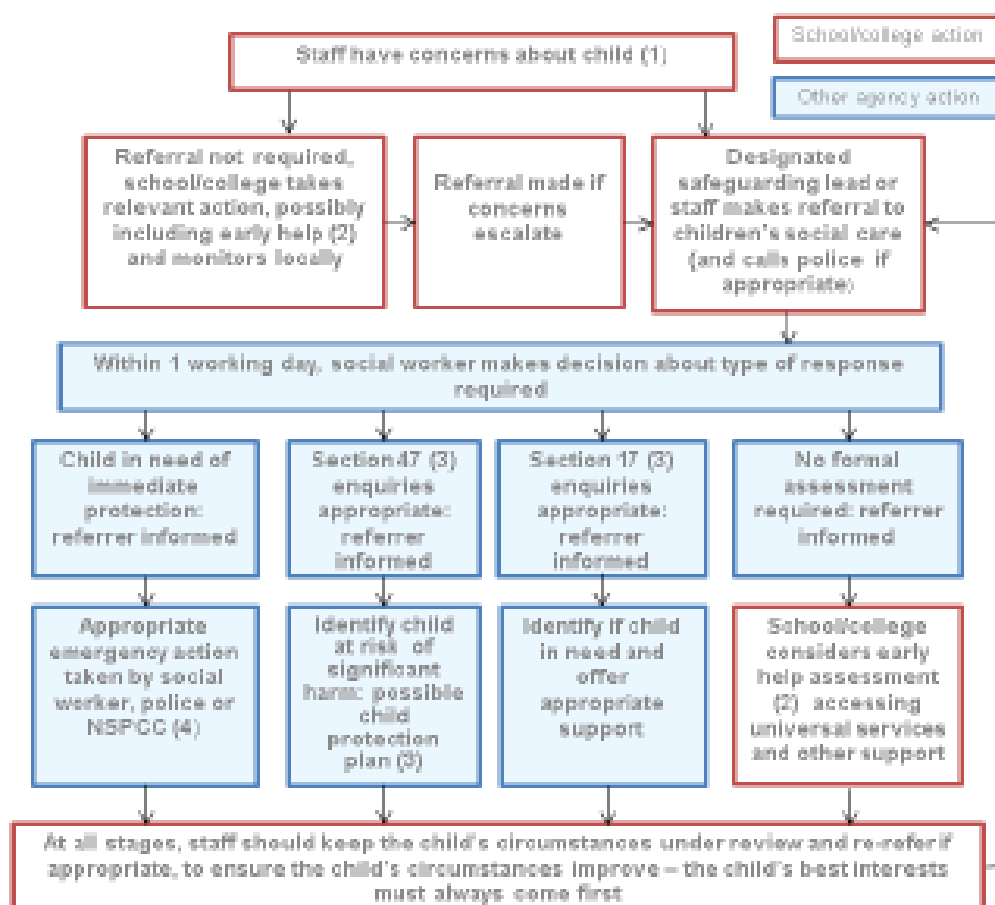 School/college action
Other agency action
Staff have concerns about child (1)
Referral not required,
school/college takes
relevant action, possibly
including early help (2)
and monitors locally
Referral made if
concerns
escalate
Designated
safeguarding lead or
staff makes referral to
children's social care
(and calls police if
appropriate)
Within 1 working day, social worker makes decision about type of response
required
Child in need of
immediate
protection:
referrer informed
Section 47 (3)
enquiries
appropriate:
referrer
informed
Section 17 (3)
enquiries
appropriate:
referrer
informed
No formal
assessment
required: referrer
informed
Appropriate
emergency action
taken by social
worker, police or
NSPCC (4)
Identify child
at risk of
significant
harm: possible
child
protection
plan (3)
Identify if child
in need and
offer
appropriate
support
School/college
considers early
help assessment
(2) accessing
universal services
and other support
At all stages, staff should keep the child's circumstances under review and re-refer if
appropriate, to ensure the child's circumstances improve – the child's best interests
must always come first